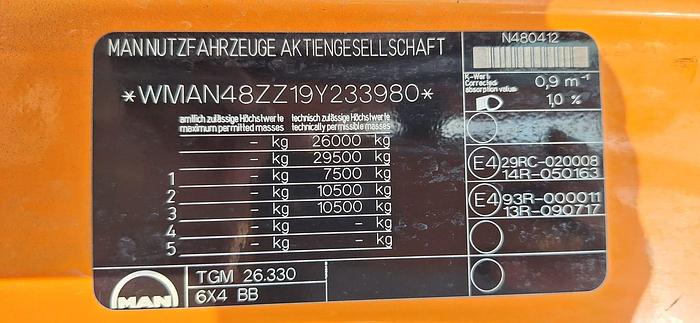 MAN NUTZFAHRZEUGE AKTIENGESELLSCHAFT
*WMAN48ZZ19Y233980*
amtlich zulässige Höchstwerte technisch zulässige Höchstwerte
maximum permitted masses technically permissible masses
- kg 26000 kg
- kg 29500 kg
1 - kg 7500 kg
2 - kg 10500 kg
3 - kg 10500 kg
4 - kg - kg
5 - kg - kg
MAN
TGM 26.330
6X4 BB
N480412
K-Wert
Corrected
absorption value
0,9 m⁻¹
1,0 %
E4 29RC-020008
14R-050163
E4 93R-000011
13R-090717